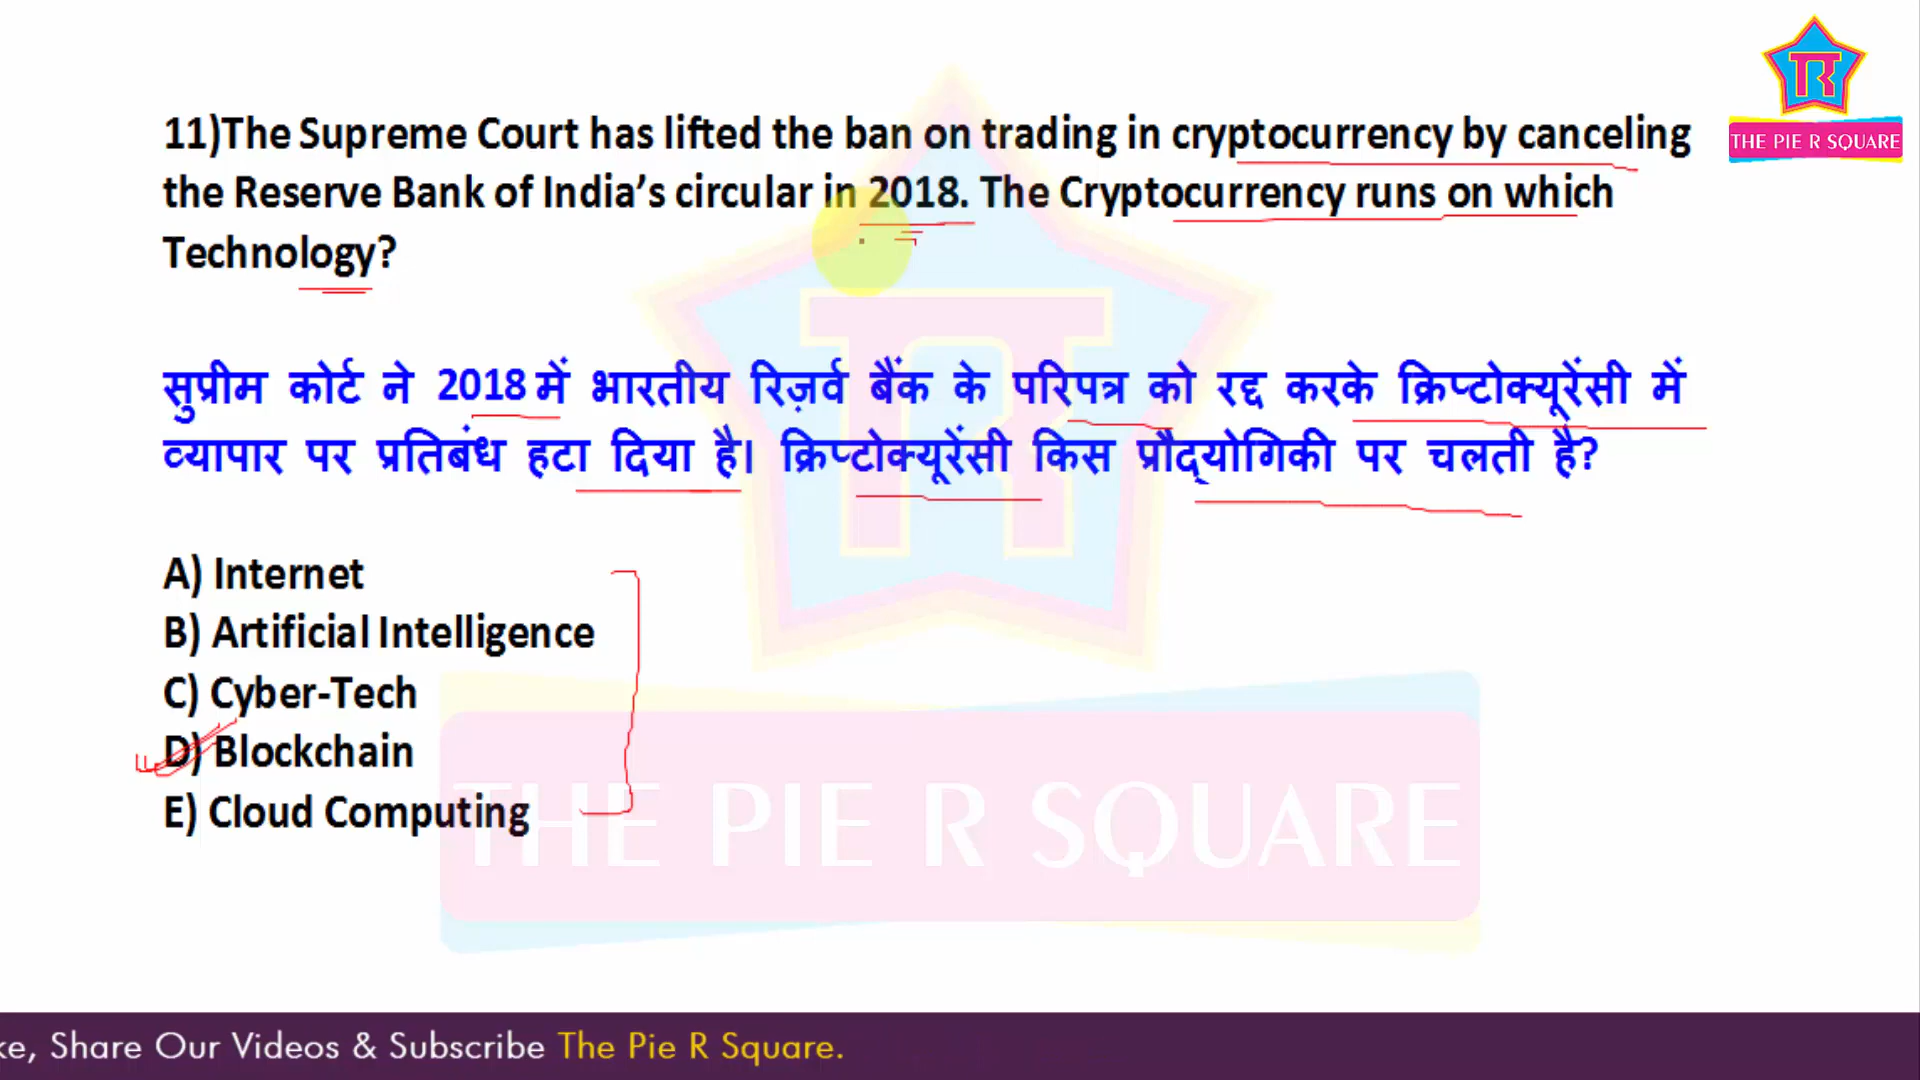 11)The Supreme Court has lifted the ban on trading in cryptocurrency by canceling
the Reserve Bank of India’s circular in 2018. The Cryptocurrency runs on which
Technology?
सुप्रीम कोर्ट ने 2018 में भारतीय रिज़र्व बैंक के परिपत्र को रद्द करके क्रिप्टोक्यूरेंसी में
व्यापार पर प्रतिबंध हटा दिया है। क्रिप्टोक्यूरेंसी किस प्रौद्योगिकी पर चलती है?
A) Internet
B) Artificial Intelligence
C) Cyber-Tech
D) Blockchain
E) Cloud Computing
THE PIE R SQUARE
THE PIE R SQUARE
ke, Share Our Videos & Subscribe The Pie R Square.